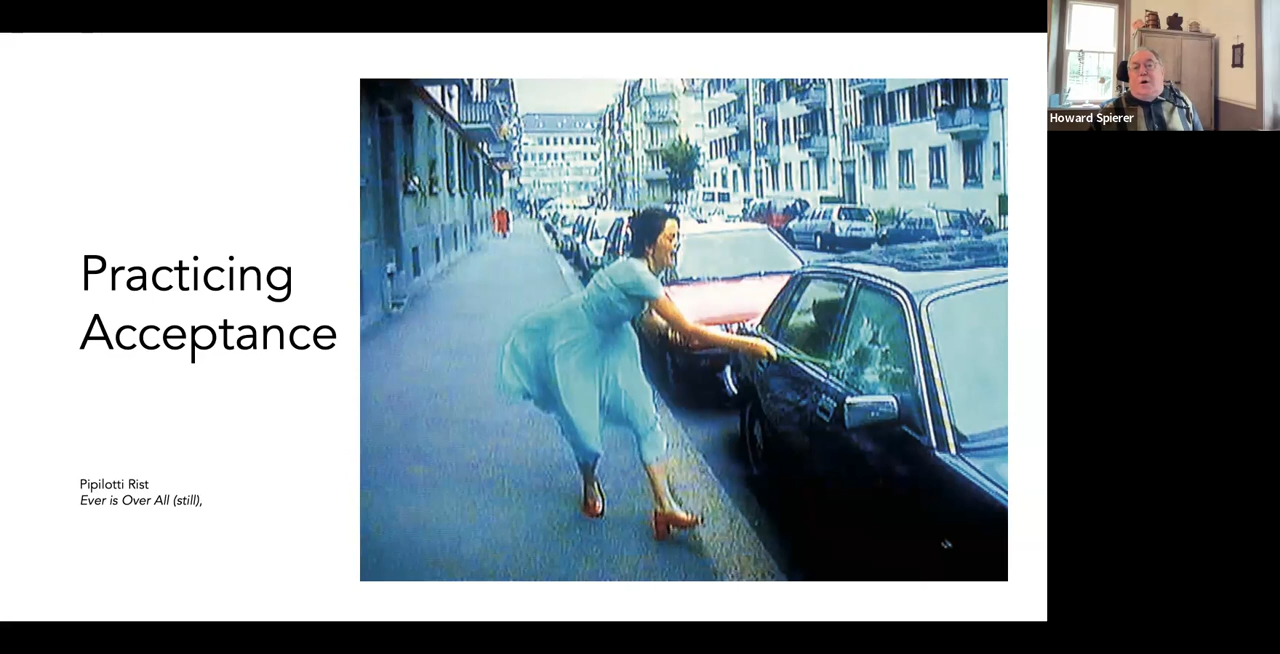 Practicing
Acceptance
Pipilotti Rist
Ever is Over All (still),
Howard Spierer